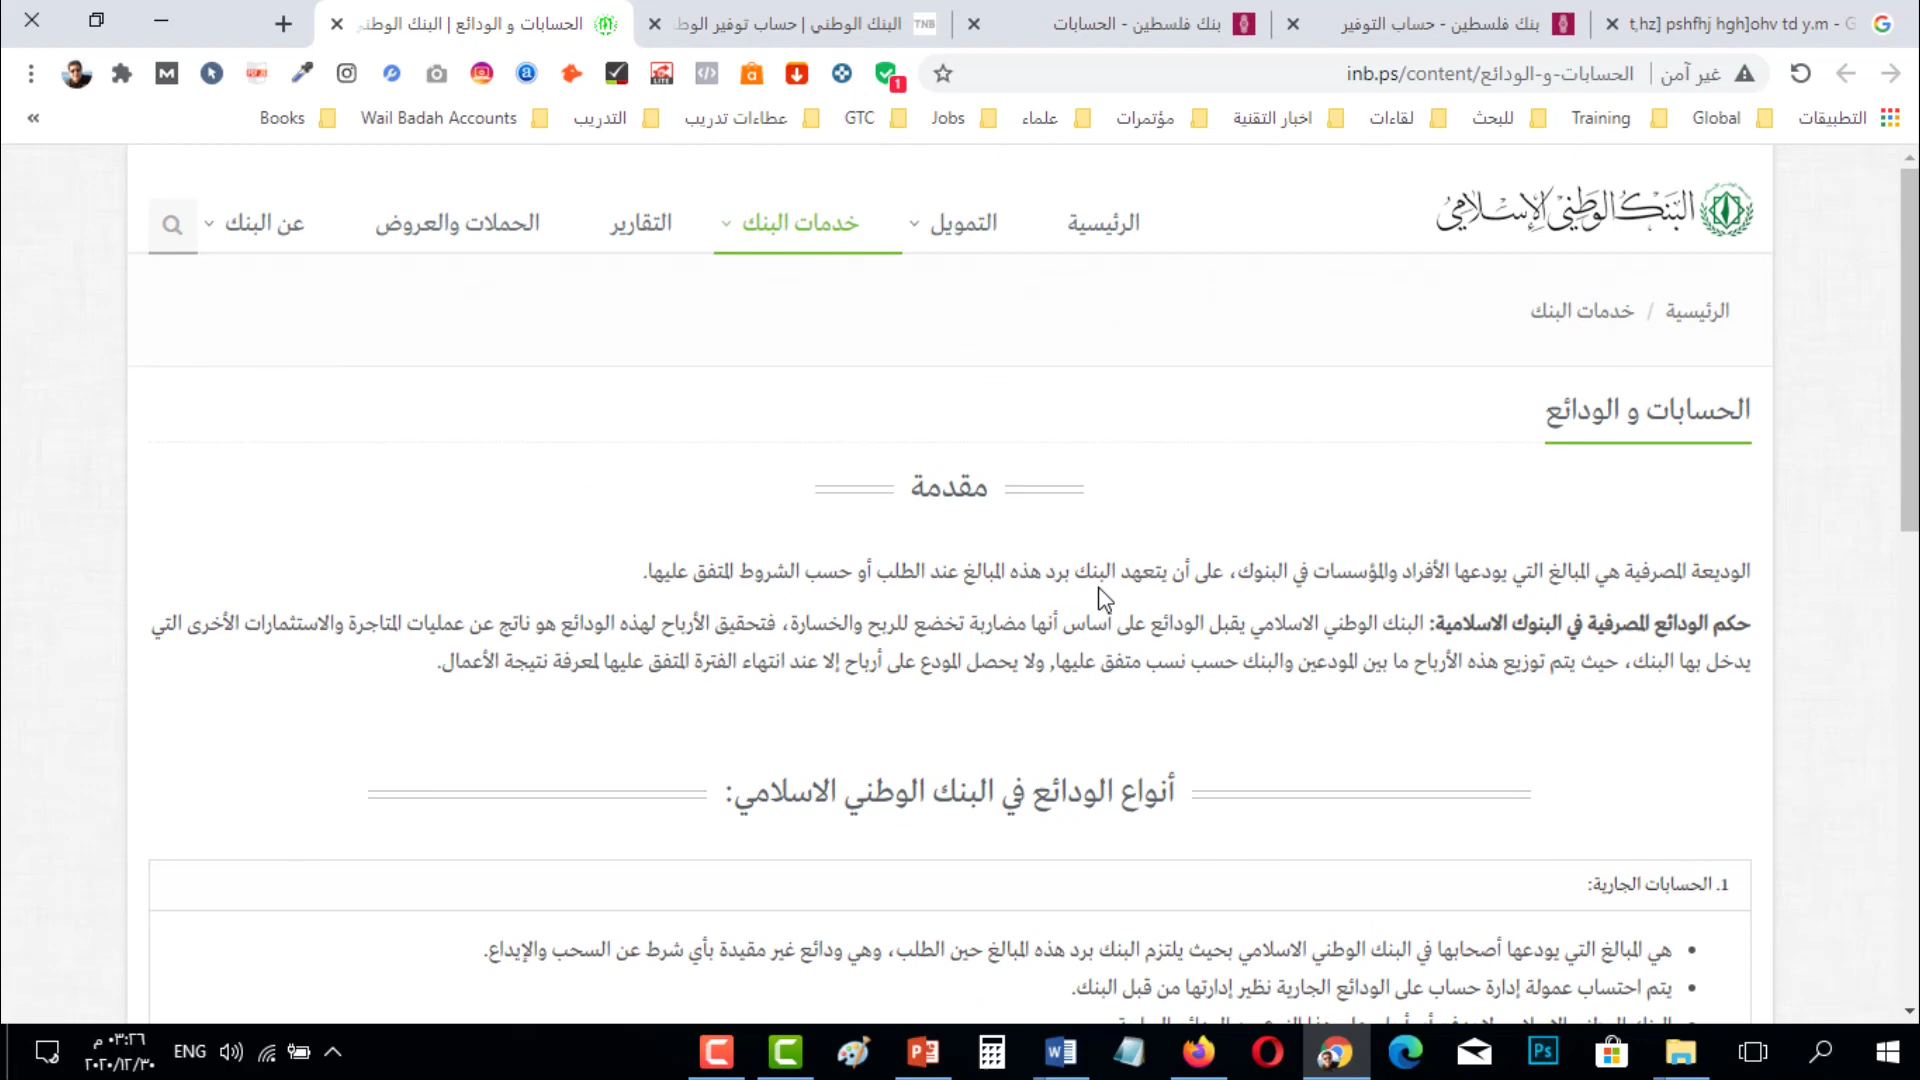 t,hz] pshfhj hgh]ohv td y.m - G
بنك فلسطين - حساب التوفير
بنك فلسطين - الحسابات
TNB
البنك الوطني | حساب توفير الوط
الحسابات و الودائع | البنك الوطني
غير آمن
inb.ps/content/الحسابات-و-الودائع
1
التطبيقات
Global
Training
للبحث
لقاءات
اخبار التقنية
مؤتمرات
علماء
Jobs
GTC
عطاءات تدريب
التدريب
Wail Badah Accounts
Books
البنك الوطني الإسلامي
الرئيسية
التمويل
خدمات البنك
التقارير
الحملات والعروض
عن البنك
الرئيسية / خدمات البنك
الحسابات و الودائع
مقدمة
الوديعة المصرفية هي المبالغ التي يودعها الأفراد والمؤسسات في البنوك، على أن يتعهد البنك برد هذه المبالغ عند الطلب أو حسب الشروط المتفق عليها.
حكم الودائع المصرفية في البنوك الاسلامية: البنك الوطني الاسلامي يقبل الودائع على أساس أنها مضاربة تخضع للربح والخسارة، فتحقيق الأرباح لهذه الودائع هو ناتج عن عمليات المتاجرة والاستثمارات الأخرى التي
يدخل بها البنك، حيث يتم توزيع هذه الأرباح ما بين المودعين والبنك حسب نسب متفق عليها, ولا يحصل المودع على أرباح إلا عند انتهاء الفترة المتفق عليها لمعرفة نتيجة الأعمال.
أنواع الودائع في البنك الوطني الاسلامي:
1. الحسابات الجارية:
هي المبالغ التي يودعها أصحابها في البنك الوطني الاسلامي بحيث يلتزم البنك برد هذه المبالغ حين الطلب، وهي ودائع غير مقيدة بأي شرط عن السحب والإيداع.
يتم احتساب عمولة إدارة حساب على الودائع الجارية نظير إدارتها من قبل البنك.
ENG
٠٣:٢٦ م
٢٠٢٠/١٢/٣٠